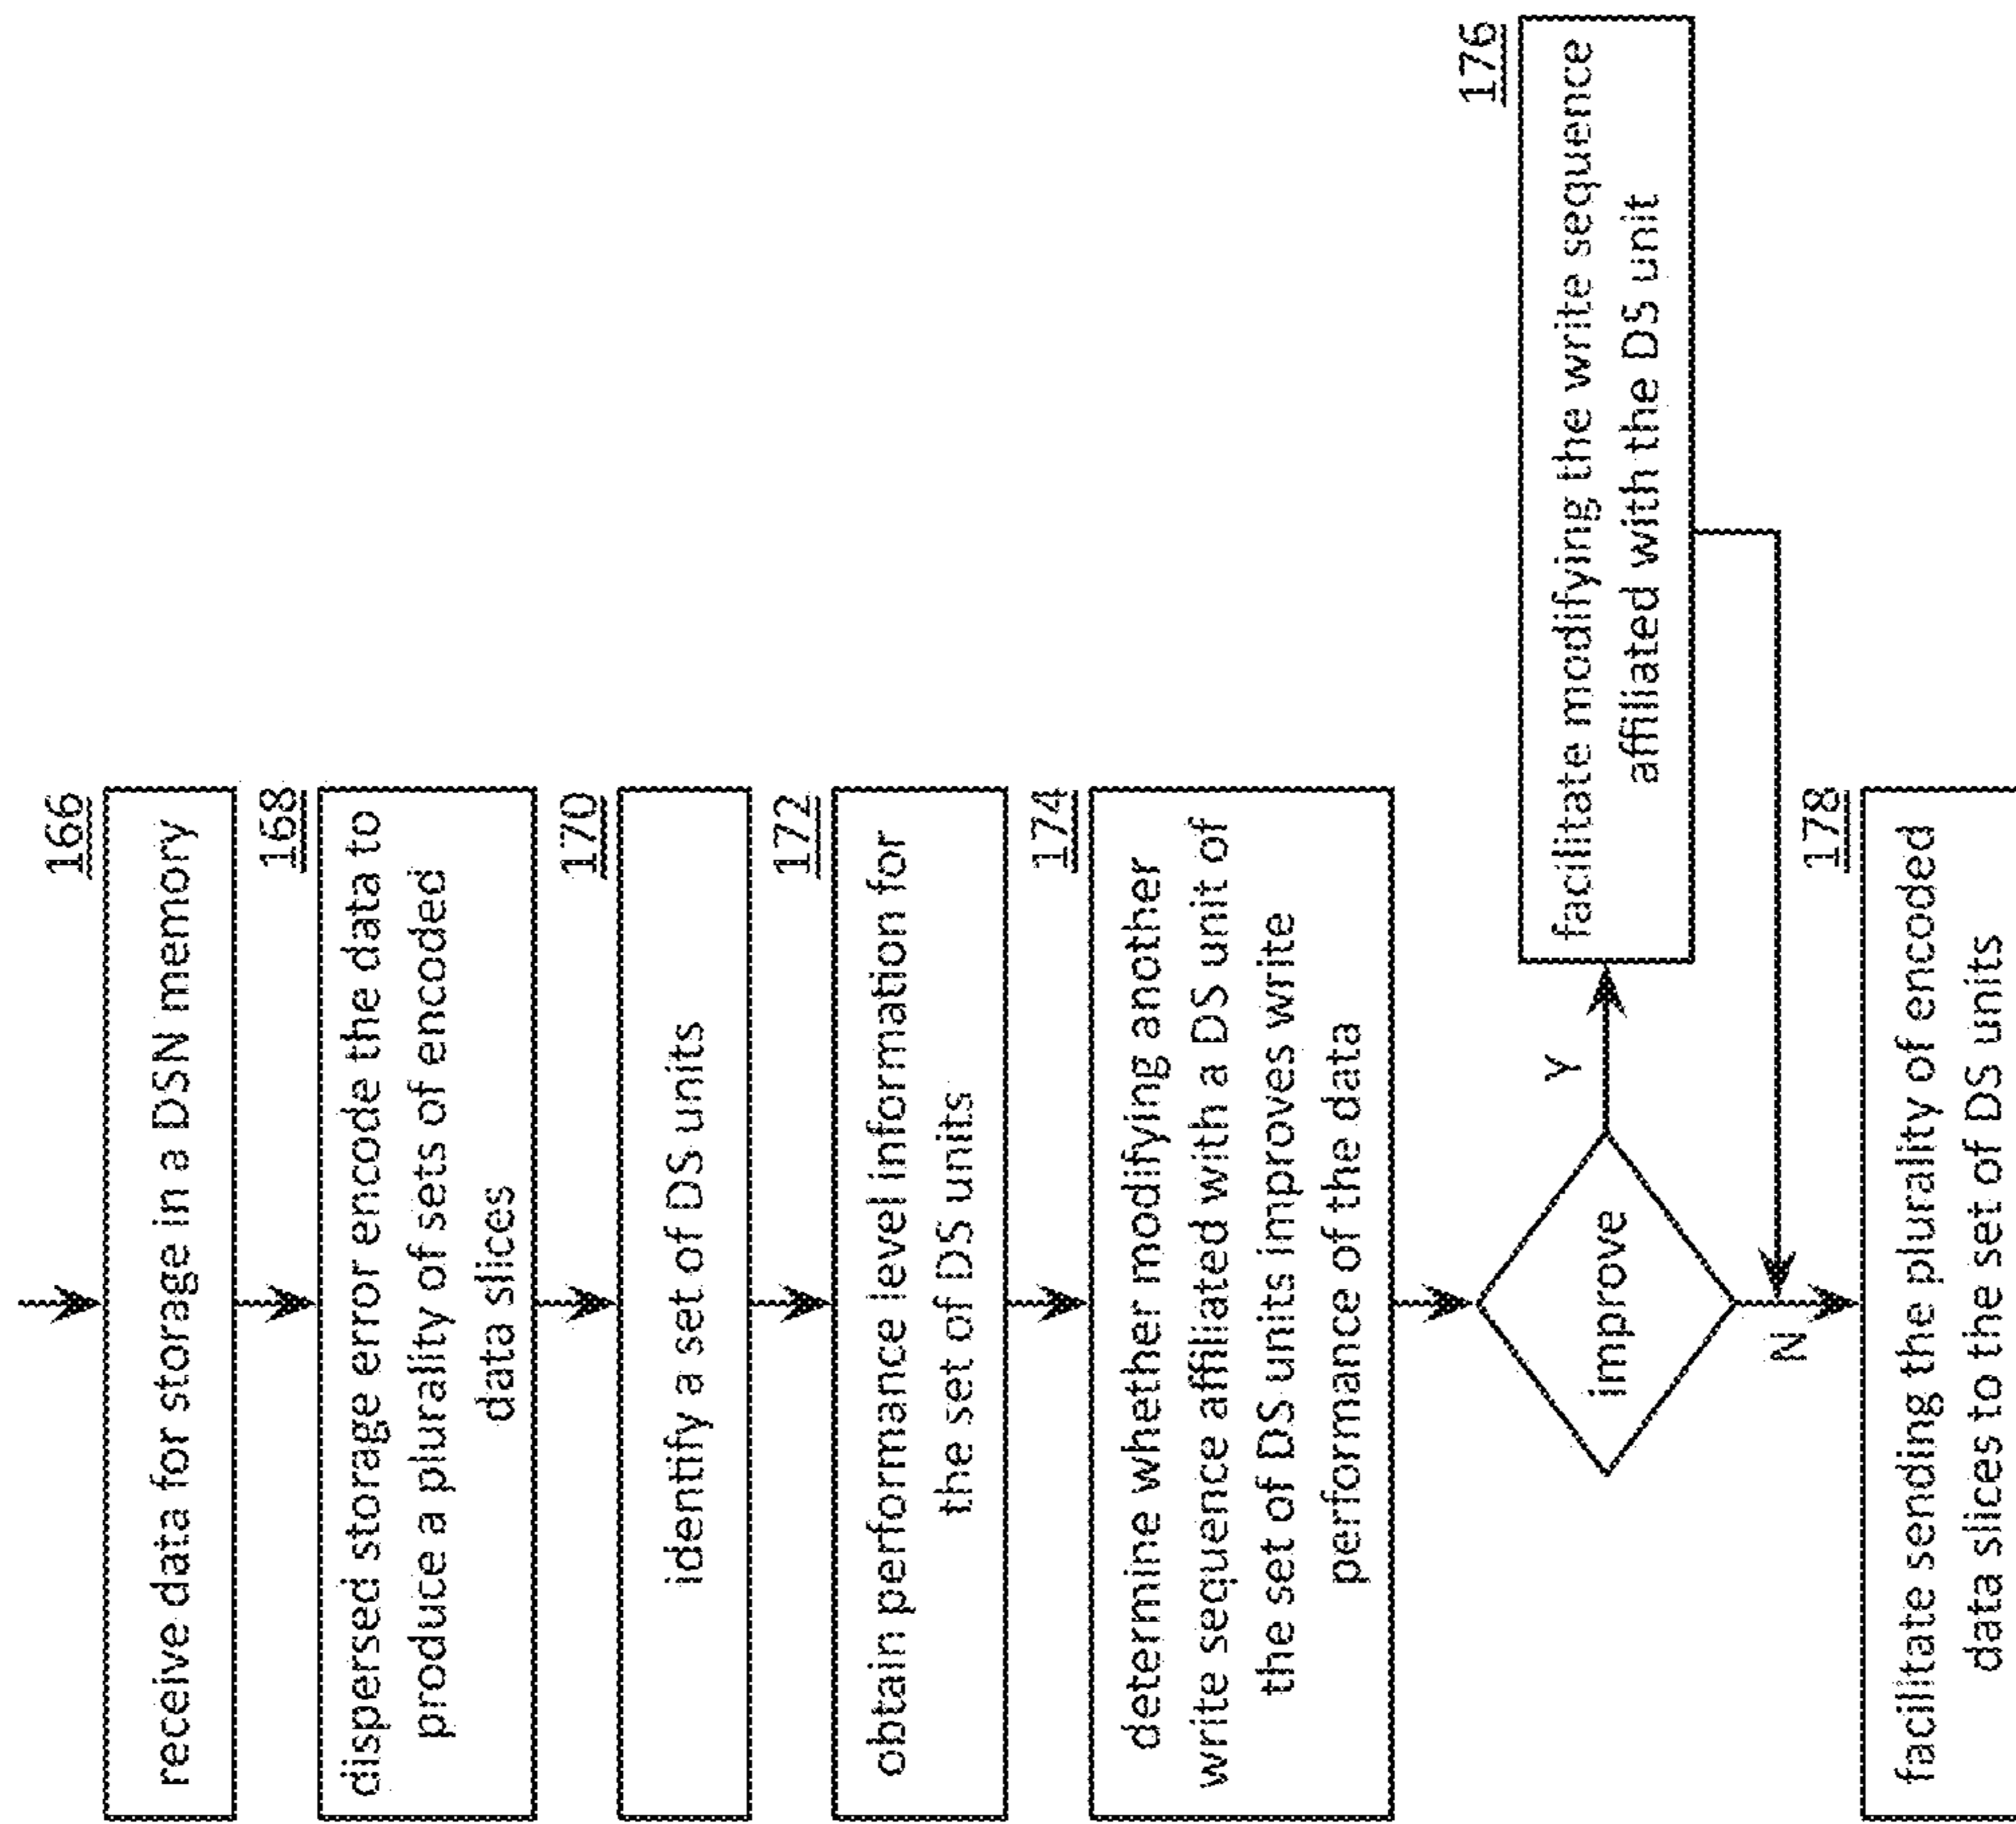 166
receive data for storage in a DSN memory
168
dispersed storage error encode the data to
produce a plurality of sets of encoded
data slices
170
identify a set of DS units
172
obtain performance level information for
the set of DS units
174
determine whether modifying another
write sequence affiliated with a DS unit of
the set of DS units improves write
performance of the data
improve
Y
N
176
facilitate modifying the write sequence
affiliated with the DS unit
178
facilitate sending the plurality of encoded
data slices to the set of DS units